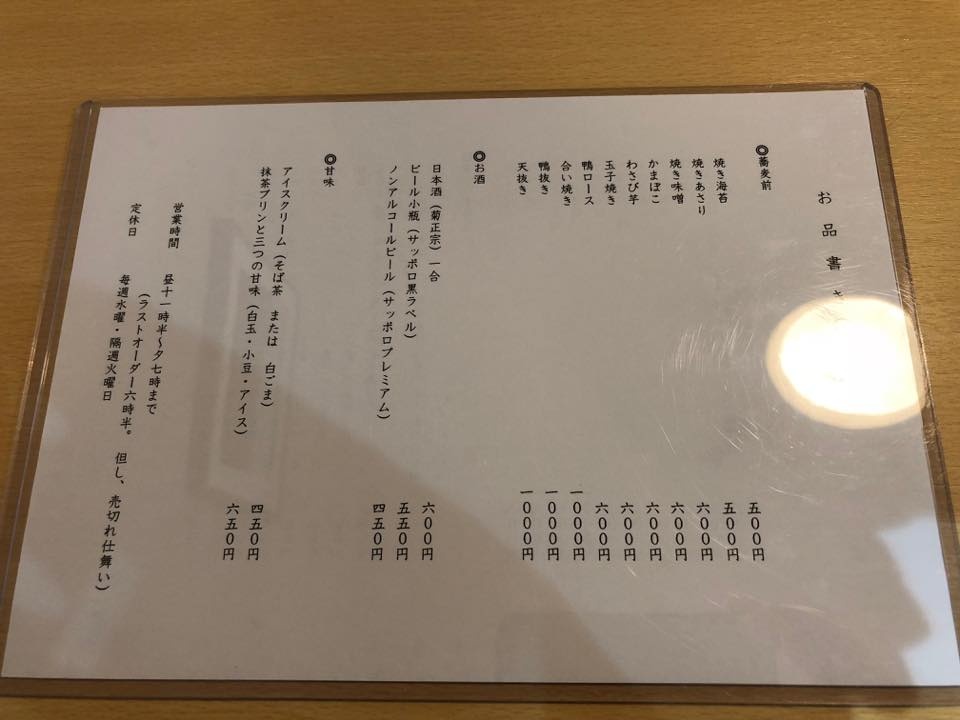 お品書き
◎蕎麦前
焼き海苔 五〇〇円
焼きあさり 五〇〇円
焼き味噌 六〇〇円
かまぼこ 六〇〇円
わさび芋 六〇〇円
玉子焼き 六〇〇円
鴨ロース 六〇〇円
合い焼き 一〇〇〇円
鴨抜き 一〇〇〇円
天抜き 一〇〇〇円
◎お酒
日本酒(菊正宗)一合 六〇〇円
ビール小瓶(サッポロ黒ラベル) 五五〇円
ノンアルコールビール(サッポロプレミアム) 四五〇円
◎甘味
アイスクリーム(そば茶 または 白ごま) 四五〇円
抹茶プリンと三つの甘味(白玉・小豆・アイス) 六五〇円
営業時間 昼十一時半〜夕七時まで
(ラストオーダー六時半。 但し、売切れ仕舞い)
定休日 毎週水曜・隔週火曜日